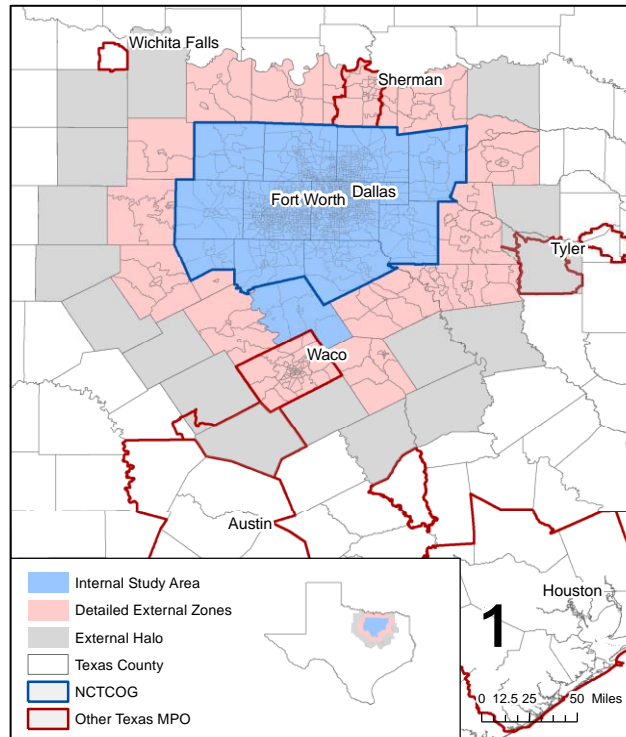 Wichita Falls
Sherman
Fort Worth
Dallas
Tyler
Waco
Austin
Houston
1
0 12.5 25 50 Miles
Internal Study Area
Detailed External Zones
External Halo
Texas County
NCTCOG
Other Texas MPO